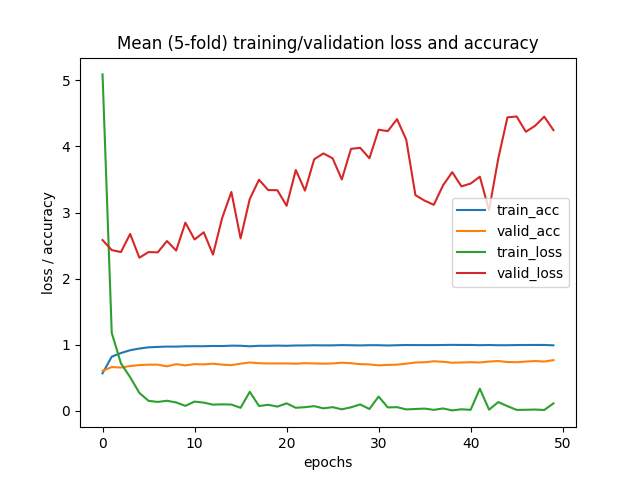 Mean (5-fold) training/validation loss and accuracy
loss / accuracy
5
4
3
2
1
0
train_acc
valid_acc
train_loss
valid_loss
0
10
20
30
40
50
epochs